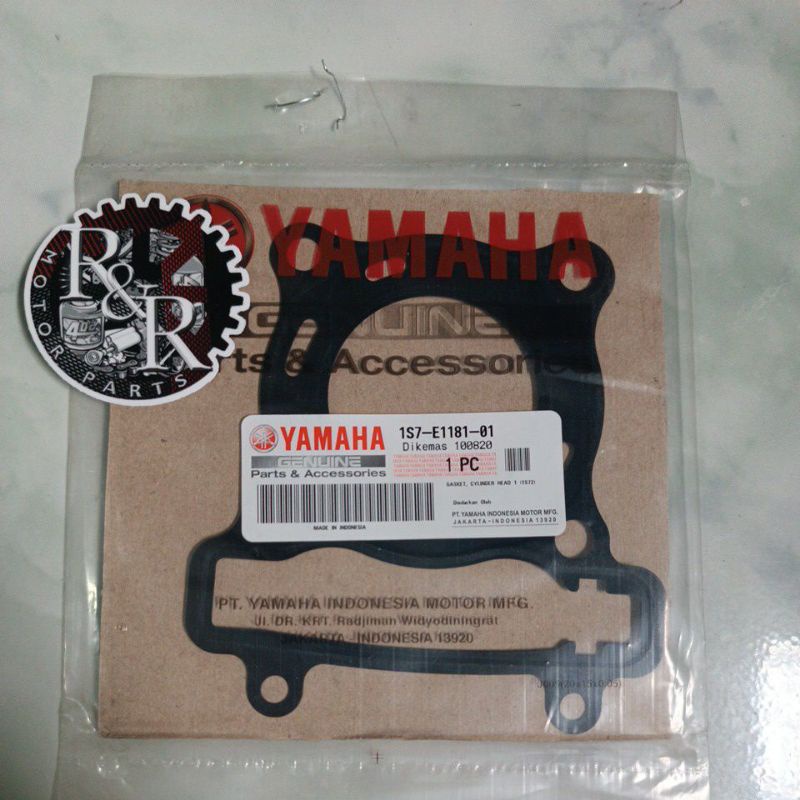 YAMAHA
GENUINE
Parts & Accessories
R&R
MOTOR PARTS
YAMAHA
GENUINE
Parts & Accessories
MADE IN INDONESIA
1S7-E1181-01
Dikemas 100820
1 PC
GASKET, CYLINDER HEAD 1 (1S72)
Diedarkan Oleh
PT. YAMAHA INDONESIA MOTOR MFG.
JAKARTA-INDONESIA 13920
PT. YAMAHA INDONESIA MOTOR MFG.
Jl. DR. KRT. Radjiman Widyodiningrat
JAKARTA - INDONESIA 13920